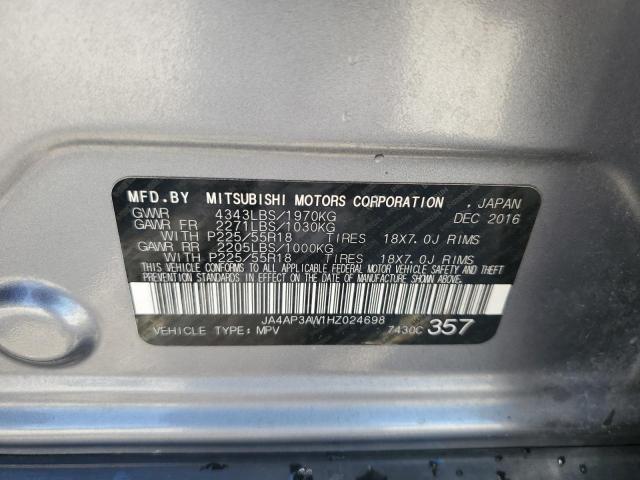 MFD.BY MITSUBISHI MOTORS CORPORATION . JAPAN
GVWR 4343LBS/1970KG DEC 2016
GAWR FR 2271LBS/1030KG
WITH P225/55R18 TIRES 18X7.0J RIMS
GAWR RR 2205LBS/1000KG
WITH P225/55R18 TIRES 18X7.0J RIMS
THIS VEHICLE CONFORMS TO ALL APPLICABLE FEDERAL MOTOR VEHICLE SAFETY AND THEFT
PREVENTION STANDARDS IN EFFECT ON THE DATE OF MANUFACTURE SHOWN ABOVE.
JA4AP3AW1HZ024698
VEHICLE TYPE: MPV 7430C 357